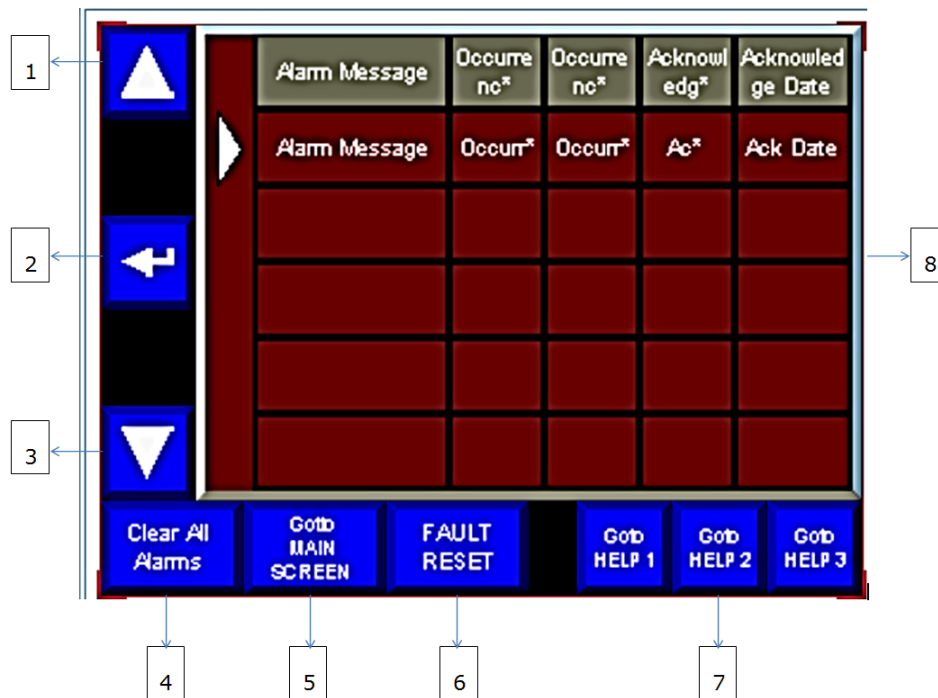 1
Alarm Message
Occurre
nc*
Occurre
nc*
Acknowl
edg*
Acknowled
ge Date
Alarm Message
Occurr*
Occurr*
Ac*
Ack Date
2
8
3
Clear All
Alarms
Goto
MAIN
SCREEN
FAULT
RESET
Goto
HELP 1
Goto
HELP 2
Goto
HELP 3
4
5
6
7